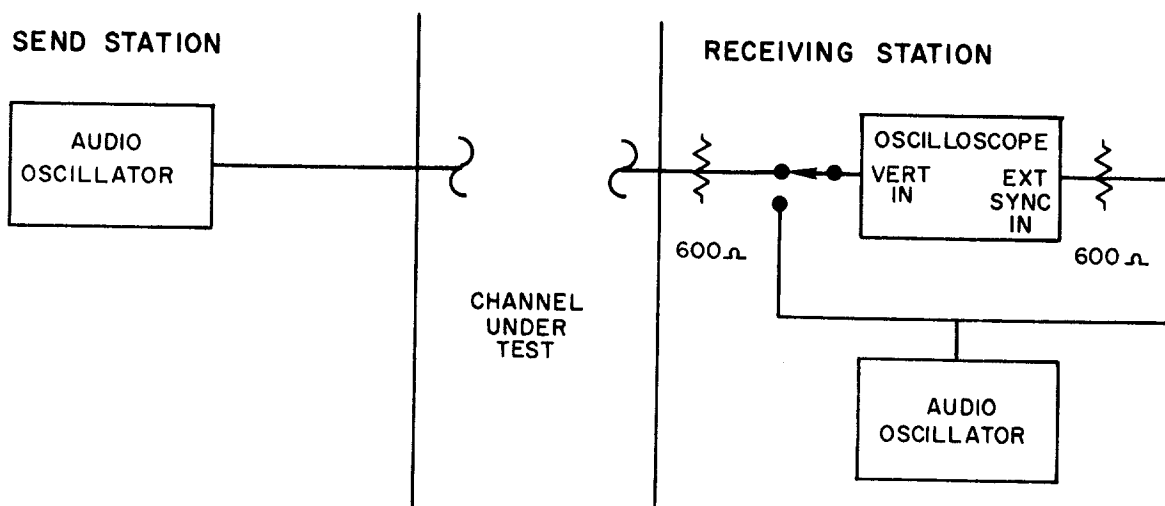 SEND STATION
AUDIO
OSCILLATOR
CHANNEL
UNDER
TEST
RECEIVING STATION
600Ω
OSCILLOSCOPE
VERT
IN
EXT
SYNC
IN
600Ω
AUDIO
OSCILLATOR